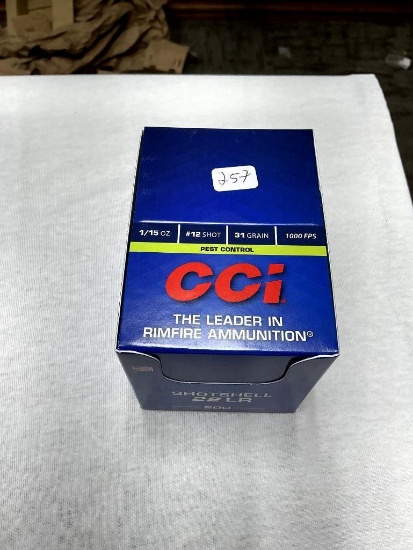 257
1/15 OZ #12 SHOT 31 GRAIN 1000 FPS
PEST CONTROL
CCi
THE LEADER IN
RIMFIRE AMMUNITION®
SHOTSHELL
22 LR